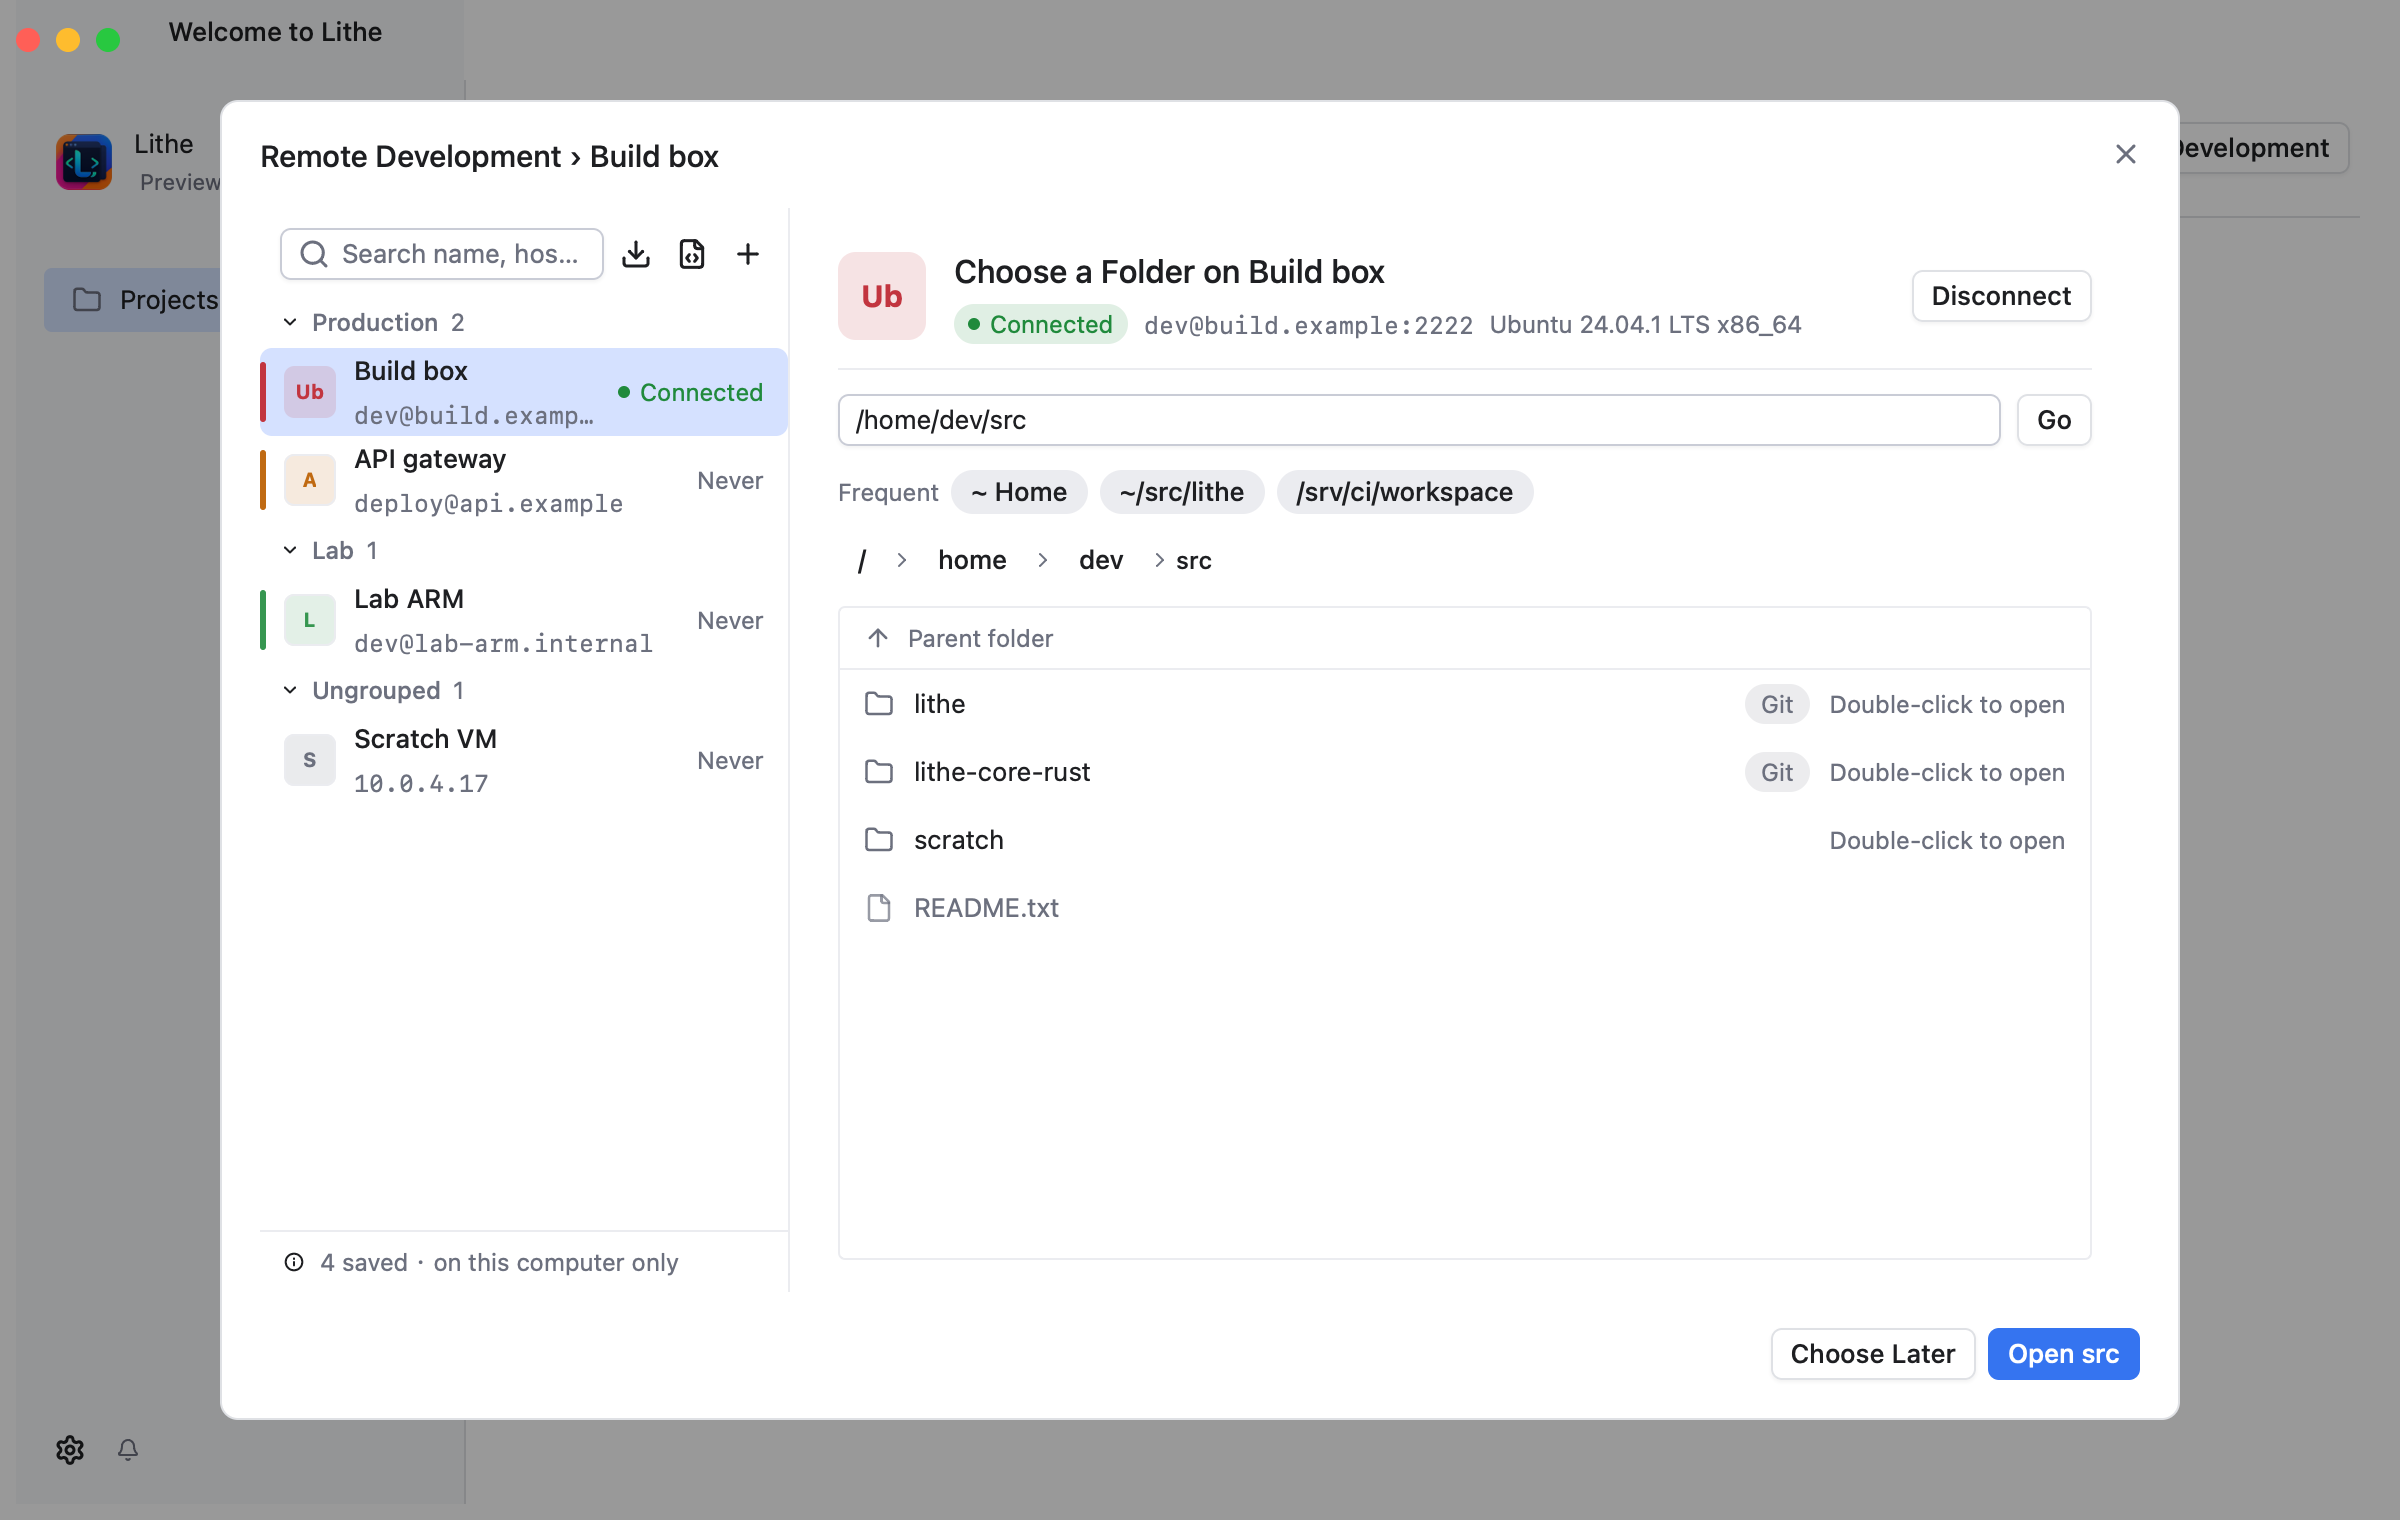 Welcome to Lithe
Lithe
Preview
Projects
Development
Remote Development › Build box
Search name, hos...
Production 2
Ub
Build box
dev@build.examp…
Connected
A
API gateway
deploy@api.example
Never
Lab 1
L
Lab ARM
dev@lab-arm.internal
Never
Ungrouped 1
S
Scratch VM
10.0.4.17
Never
4 saved · on this computer only
Ub
Choose a Folder on Build box
Connected dev@build.example:2222 Ubuntu 24.04.1 LTS x86_64
Disconnect
/home/dev/src
Go
Frequent ~ Home ~/src/lithe /srv/ci/workspace
/ > home > dev > src
Parent folder
lithe Git Double-click to open
lithe-core-rust Git Double-click to open
scratch Double-click to open
README.txt
Choose Later
Open src